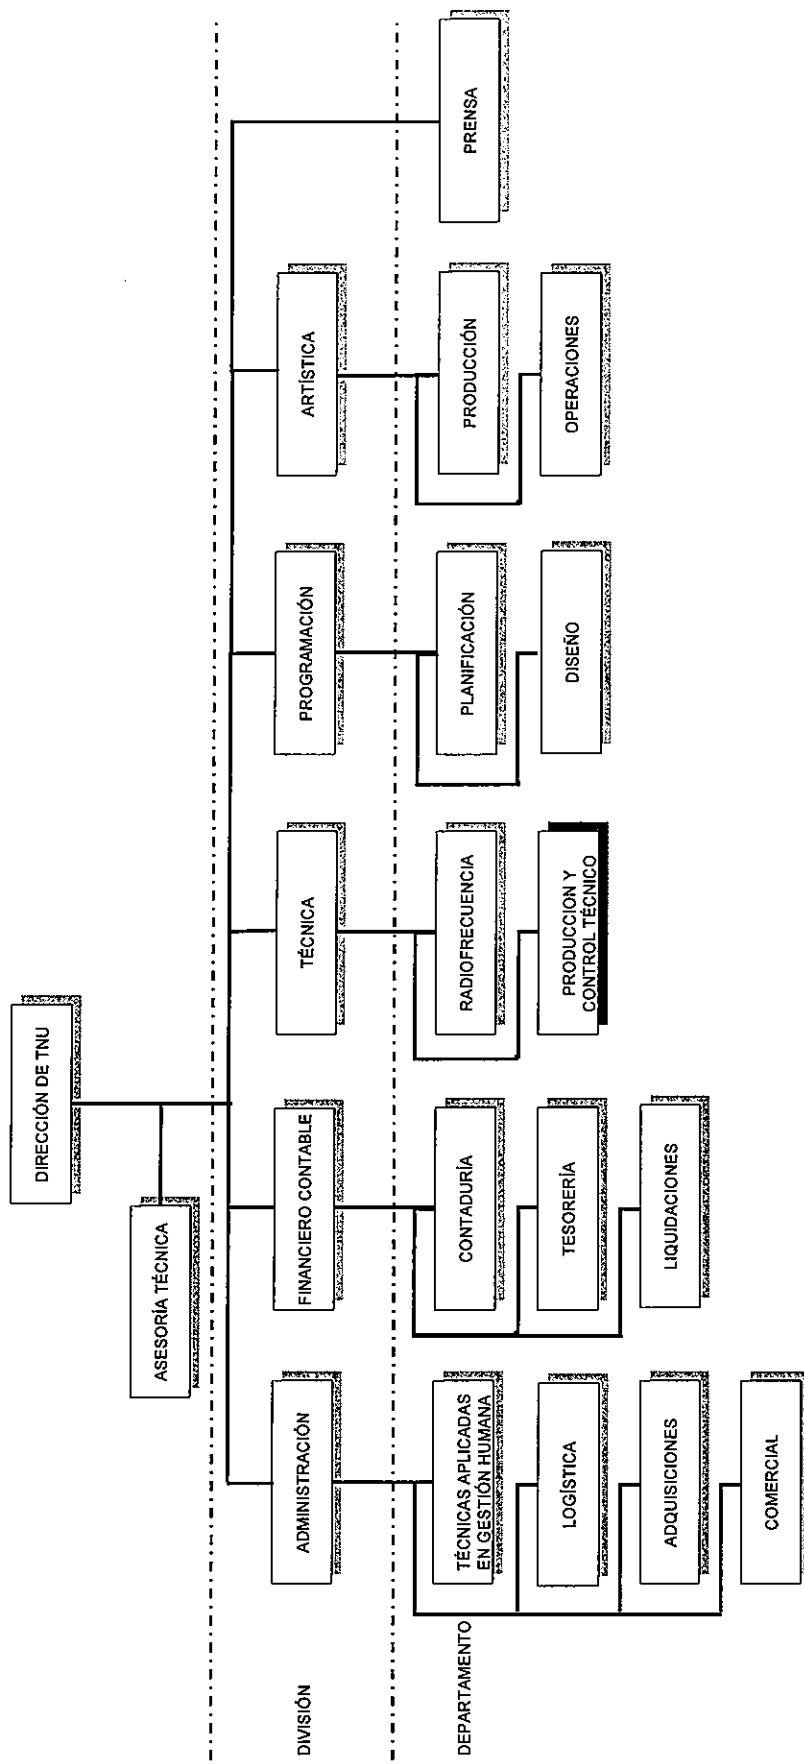 DIRECCIÓN DE TNU
ASESORÍA TÉCNICA
DIVISIÓN
ADMINISTRACIÓN
FINANCIERO CONTABLE
TÉCNICA
PROGRAMACIÓN
ARTÍSTICA
DEPARTAMENTO
TÉCNICAS APLICADAS
EN GESTIÓN HUMANA
CONTADURÍA
RADIOFRECUENCIA
PLANIFICACIÓN
PRODUCCIÓN
PRENSA
LOGÍSTICA
TESORERÍA
PRODUCCION Y
CONTROL TÉCNICO
DISEÑO
OPERACIONES
ADQUISICIONES
LIQUIDACIONES
COMERCIAL